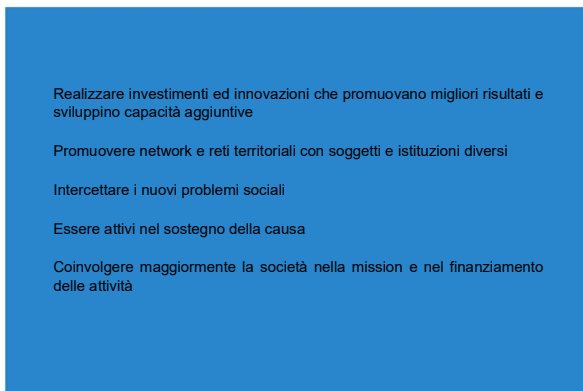 Realizzare investimenti ed innovazioni che promuovano migliori risultati e
sviluppino capacità aggiuntive
Promuovere network e reti territoriali con soggetti e istituzioni diversi
Intercettare i nuovi problemi sociali
Essere attivi nel sostegno della causa
Coinvolgere maggiormente la società nella mission e nel finanziamento
delle attività